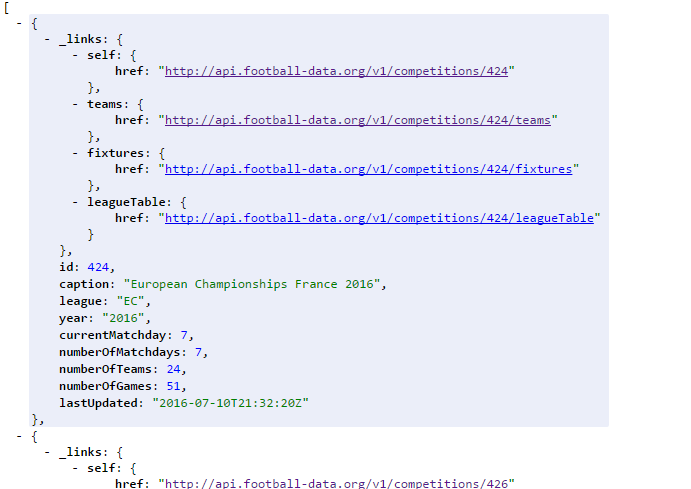 [
- {
- _links: {
- self: {
href: "http://api.football-data.org/v1/competitions/424"
},
- teams: {
href: "http://api.football-data.org/v1/competitions/424/teams"
},
- fixtures: {
href: "http://api.football-data.org/v1/competitions/424/fixtures"
},
- leagueTable: {
href: "http://api.football-data.org/v1/competitions/424/leagueTable"
}
},
id: 424,
caption: "European Championships France 2016",
league: "EC",
year: "2016",
currentMatchday: 7,
numberOfMatchdays: 7,
numberOfTeams: 24,
numberOfGames: 51,
lastUpdated: "2016-07-10T21:32:20Z"
},
- {
- _links: {
- self: {
href: "http://api.football-data.org/v1/competitions/426"